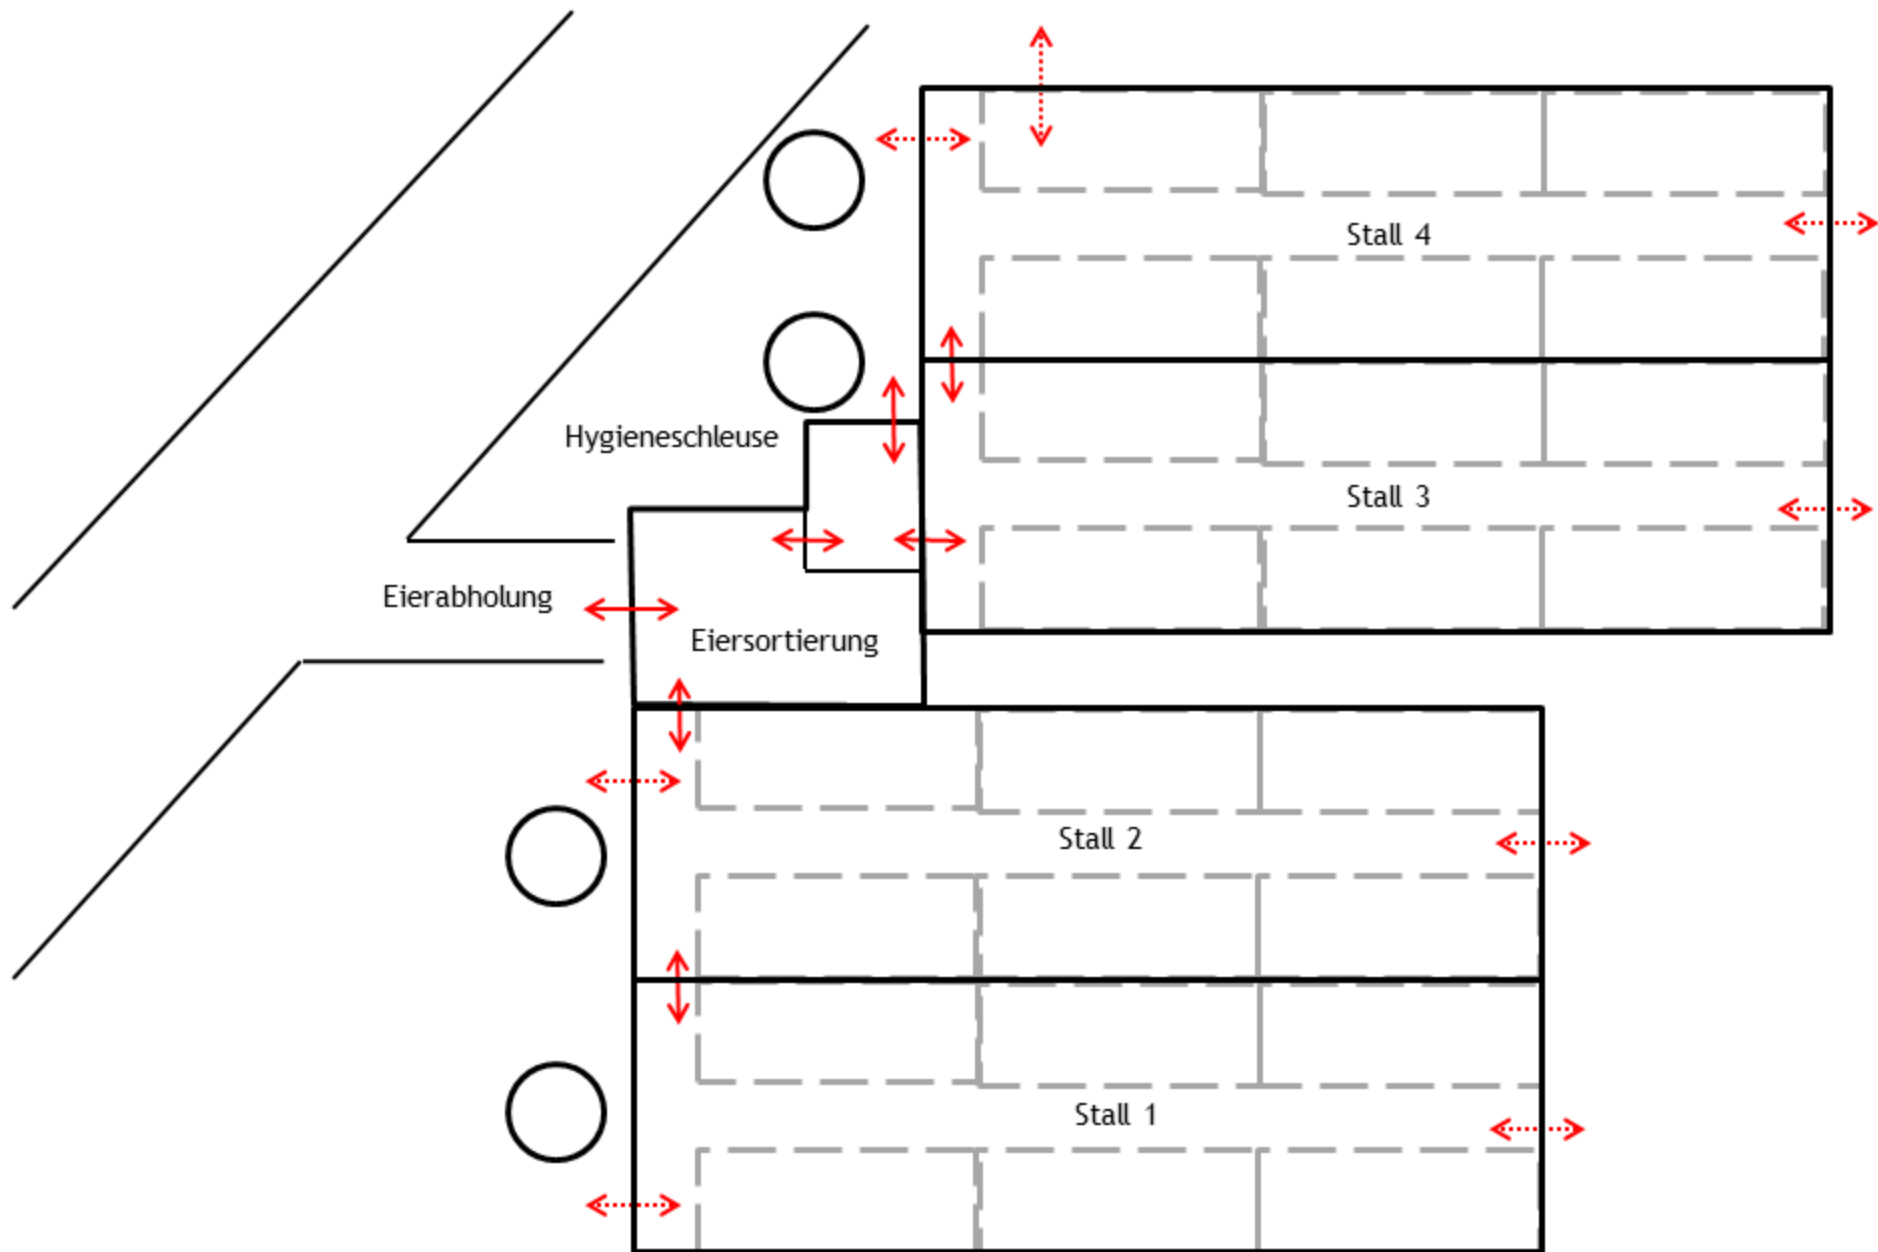 Stall 4
Hygieneschleuse
Stall 3
Eierabholung
Eiersortierung
Stall 2
Stall 1